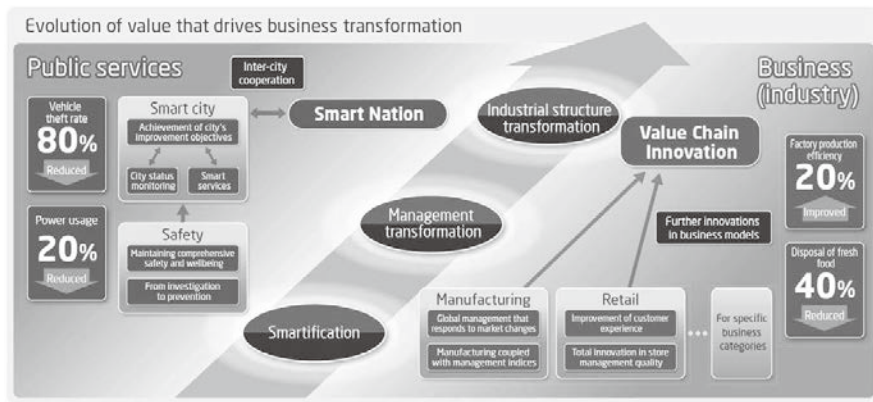 Evolution of value that drives business transformation
Public services
Inter-city
cooperation
Vehicle
theft rate
80%
Reduced
Power usage
20%
Reduced
Smart city
Achievement of city's
improvement objectives
City status
monitoring
Smart
services
Safety
Maintaining comprehensive
safety and wellbeing
From investigation
to prevention
Smart Nation
Smartification
Management
transformation
Industrial structure
transformation
Value Chain
Innovation
Further innovations
in business models
Manufacturing
Global management that
responds to market changes
Manufacturing coupled
with management indices
Retail
Improvement of customer
experience
Total innovation in store
management quality
For specific
business
categories
Business
(industry)
Factory production
efficiency
20%
Improved
Disposal of fresh
food
40%
Reduced